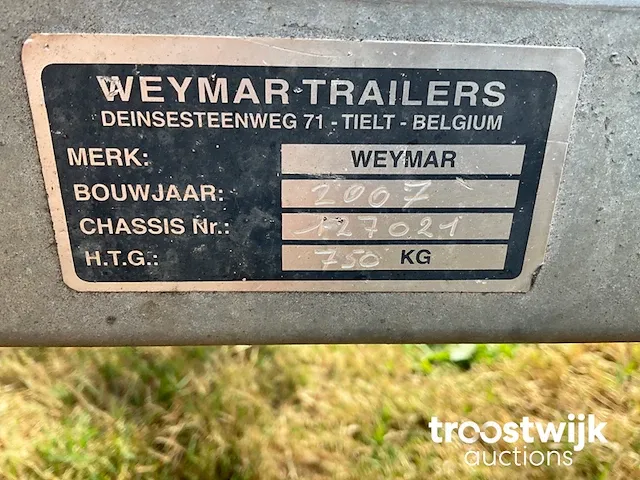 WEYMAR TRAILERS
DEINSESTEENWEG 71 - TIELT - BELGIUM
MERK: WEYMAR
BOUWJAAR: 2007
CHASSIS Nr.: 127021
H.T.G.: 750 KG
troostwijk
auctions